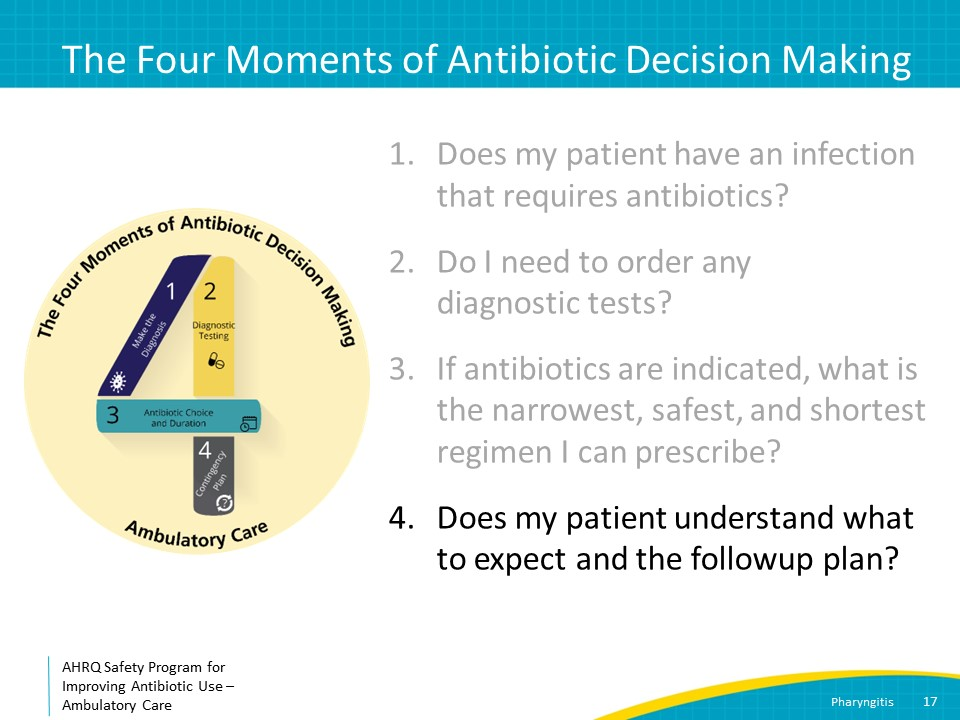 The Four Moments of Antibiotic Decision Making
The Four Moments of Antibiotic Decision Making
1
Make the
Diagnosis
2
Diagnostic
Testing
3
Antibiotic Choice
and Duration
4
Contingency
Plan
?
Ambulatory Care
1. Does my patient have an infection
that requires antibiotics?
2. Do I need to order any
diagnostic tests?
3. If antibiotics are indicated, what is
the narrowest, safest, and shortest
regimen I can prescribe?
4. Does my patient understand what
to expect and the followup plan?
AHRQ Safety Program for
Improving Antibiotic Use –
Ambulatory Care
Pharyngitis 17